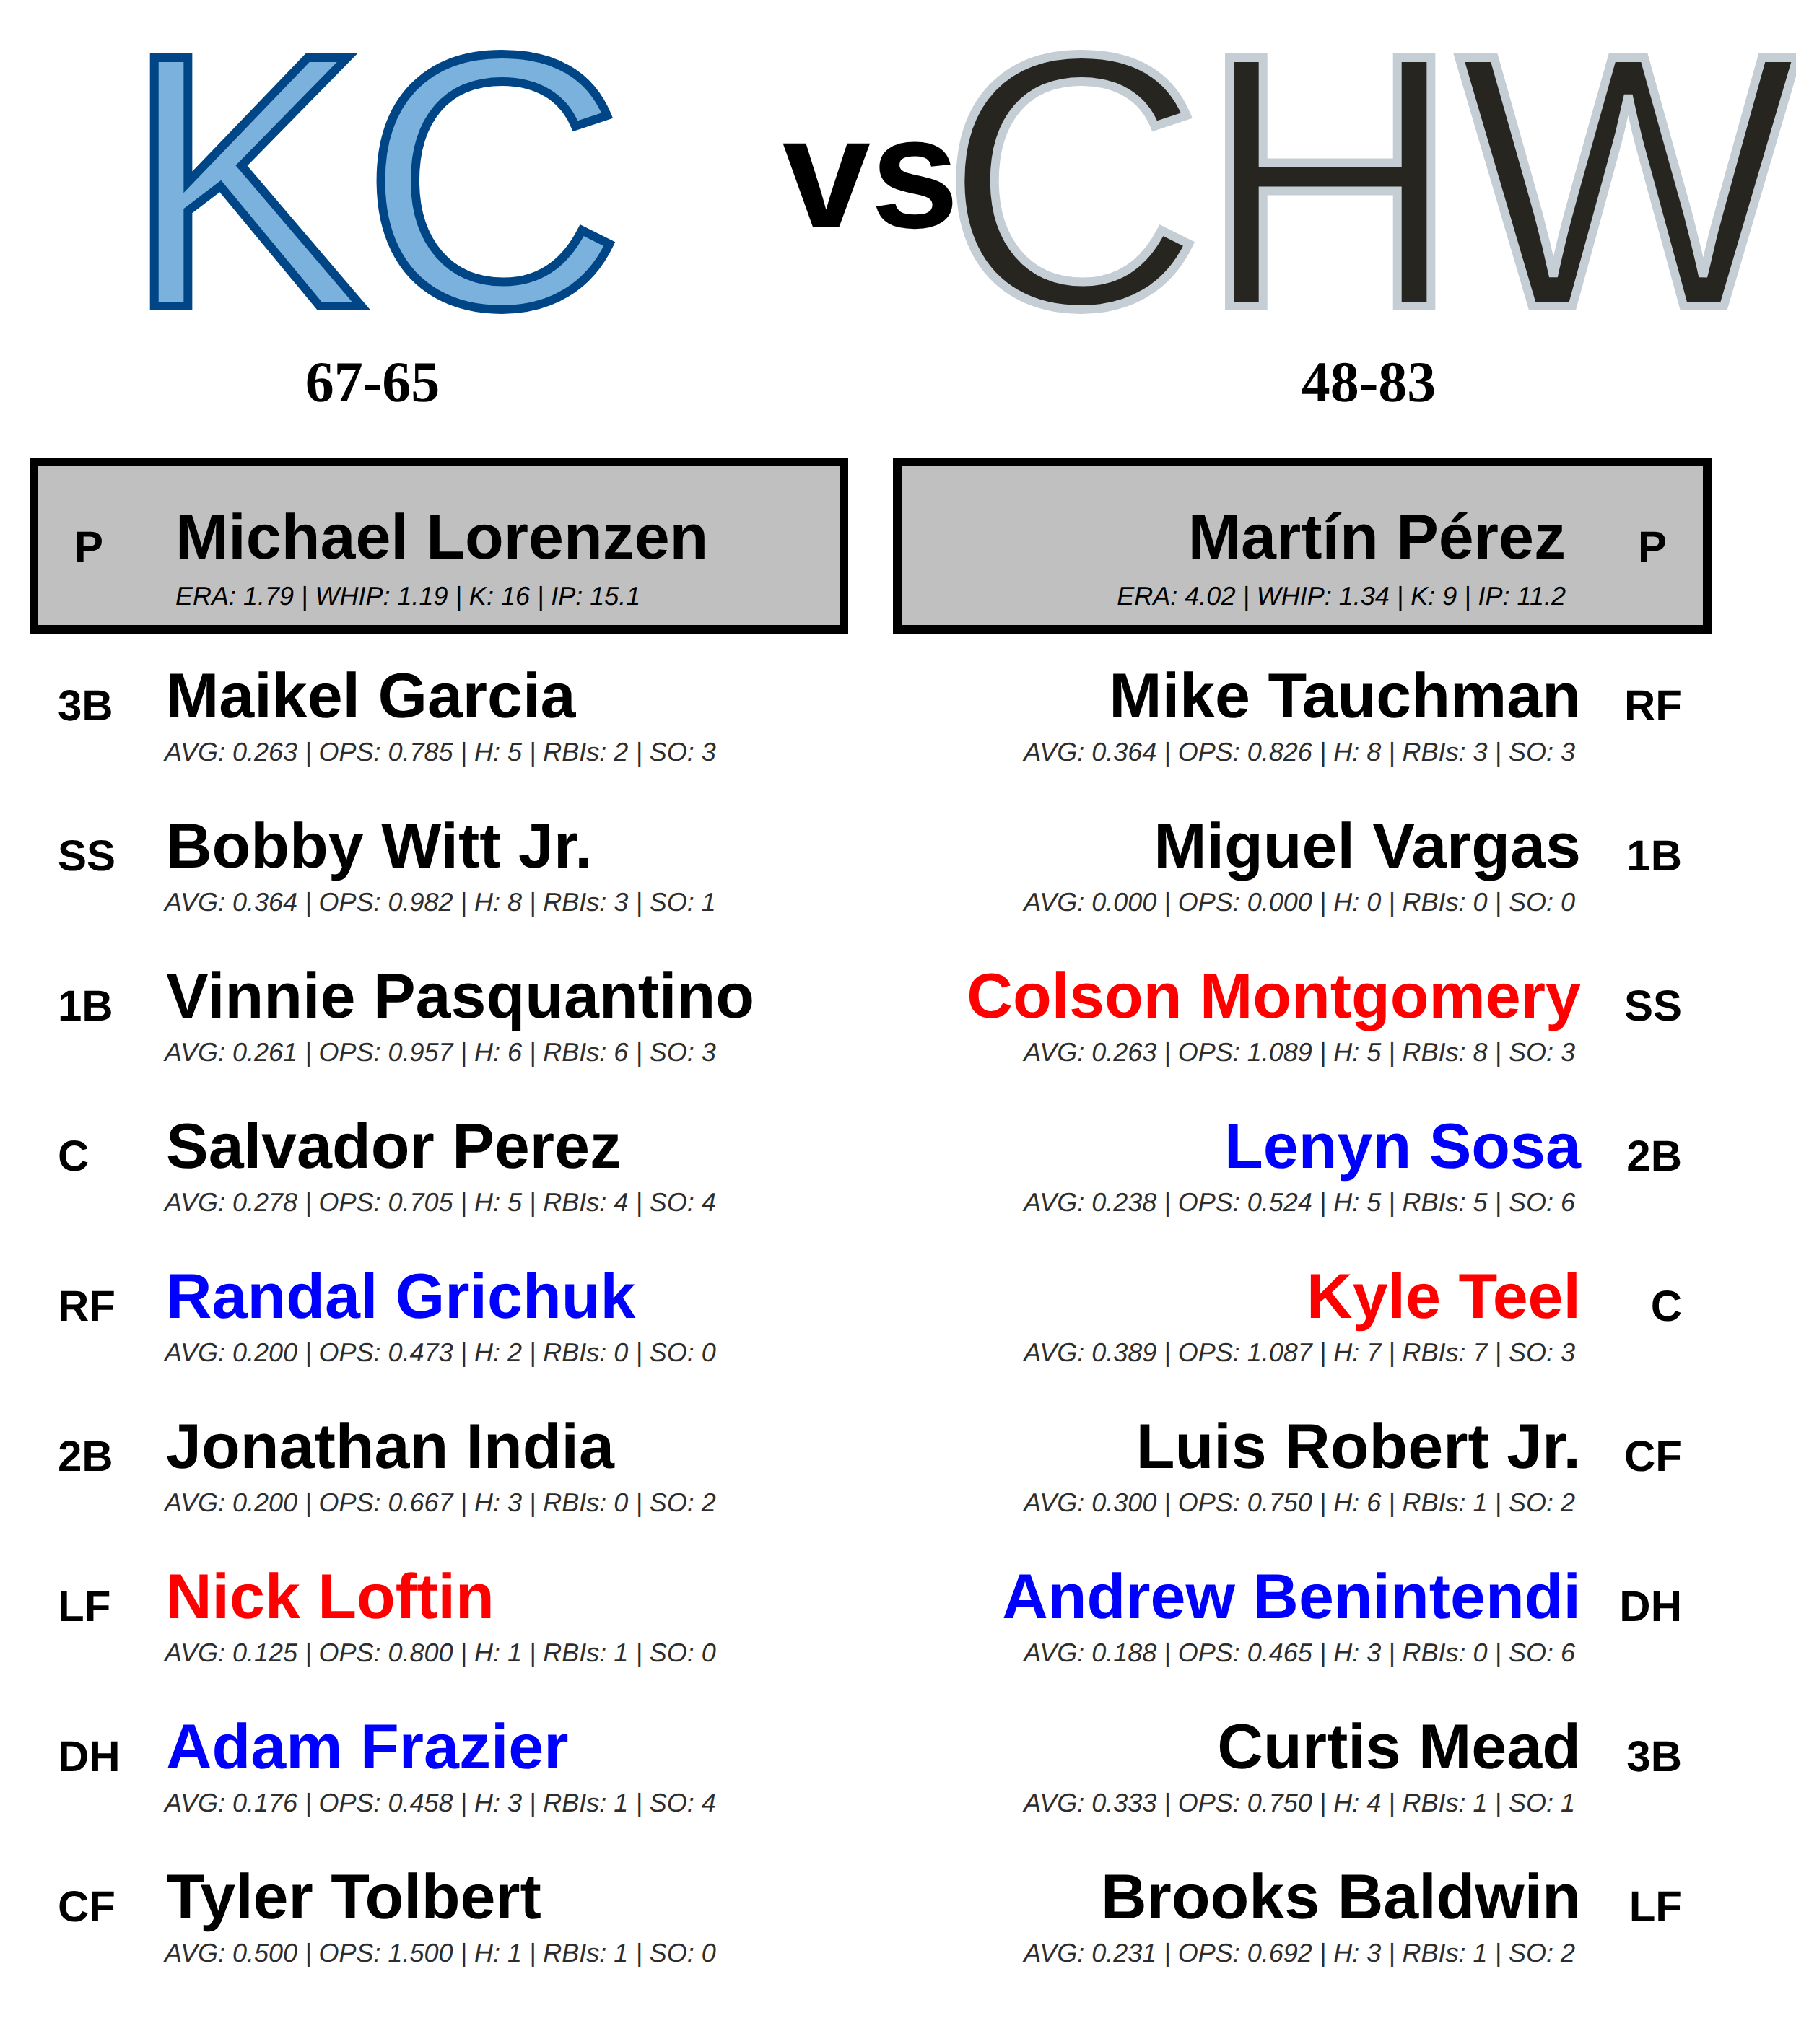 KC vs CHW
67-65 48-83
P Michael Lorenzen
ERA: 1.79 | WHIP: 1.19 | K: 16 | IP: 15.1
Martín Pérez P
ERA: 4.02 | WHIP: 1.34 | K: 9 | IP: 11.2
3B Maikel Garcia
AVG: 0.263 | OPS: 0.785 | H: 5 | RBIs: 2 | SO: 3
SS Bobby Witt Jr.
AVG: 0.364 | OPS: 0.982 | H: 8 | RBIs: 3 | SO: 1
1B Vinnie Pasquantino
AVG: 0.261 | OPS: 0.957 | H: 6 | RBIs: 6 | SO: 3
C Salvador Perez
AVG: 0.278 | OPS: 0.705 | H: 5 | RBIs: 4 | SO: 4
RF Randal Grichuk
AVG: 0.200 | OPS: 0.473 | H: 2 | RBIs: 0 | SO: 0
2B Jonathan India
AVG: 0.200 | OPS: 0.667 | H: 3 | RBIs: 0 | SO: 2
LF Nick Loftin
AVG: 0.125 | OPS: 0.800 | H: 1 | RBIs: 1 | SO: 0
DH Adam Frazier
AVG: 0.176 | OPS: 0.458 | H: 3 | RBIs: 1 | SO: 4
CF Tyler Tolbert
AVG: 0.500 | OPS: 1.500 | H: 1 | RBIs: 1 | SO: 0
Mike Tauchman RF
AVG: 0.364 | OPS: 0.826 | H: 8 | RBIs: 3 | SO: 3
Miguel Vargas 1B
AVG: 0.000 | OPS: 0.000 | H: 0 | RBIs: 0 | SO: 0
Colson Montgomery SS
AVG: 0.263 | OPS: 1.089 | H: 5 | RBIs: 8 | SO: 3
Lenyn Sosa 2B
AVG: 0.238 | OPS: 0.524 | H: 5 | RBIs: 5 | SO: 6
Kyle Teel C
AVG: 0.389 | OPS: 1.087 | H: 7 | RBIs: 7 | SO: 3
Luis Robert Jr. CF
AVG: 0.300 | OPS: 0.750 | H: 6 | RBIs: 1 | SO: 2
Andrew Benintendi DH
AVG: 0.188 | OPS: 0.465 | H: 3 | RBIs: 0 | SO: 6
Curtis Mead 3B
AVG: 0.333 | OPS: 0.750 | H: 4 | RBIs: 1 | SO: 1
Brooks Baldwin LF
AVG: 0.231 | OPS: 0.692 | H: 3 | RBIs: 1 | SO: 2